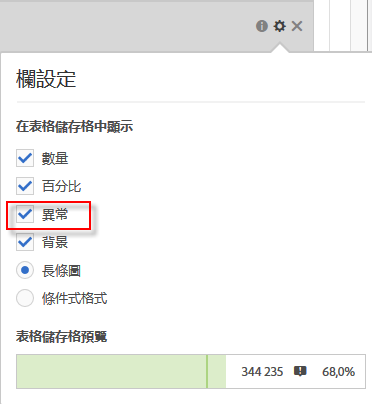 欄設定
在表格儲存格中顯示
數量
百分比
異常
背景
長條圖
條件式格式
表格儲存格預覽
344 235 68,0%